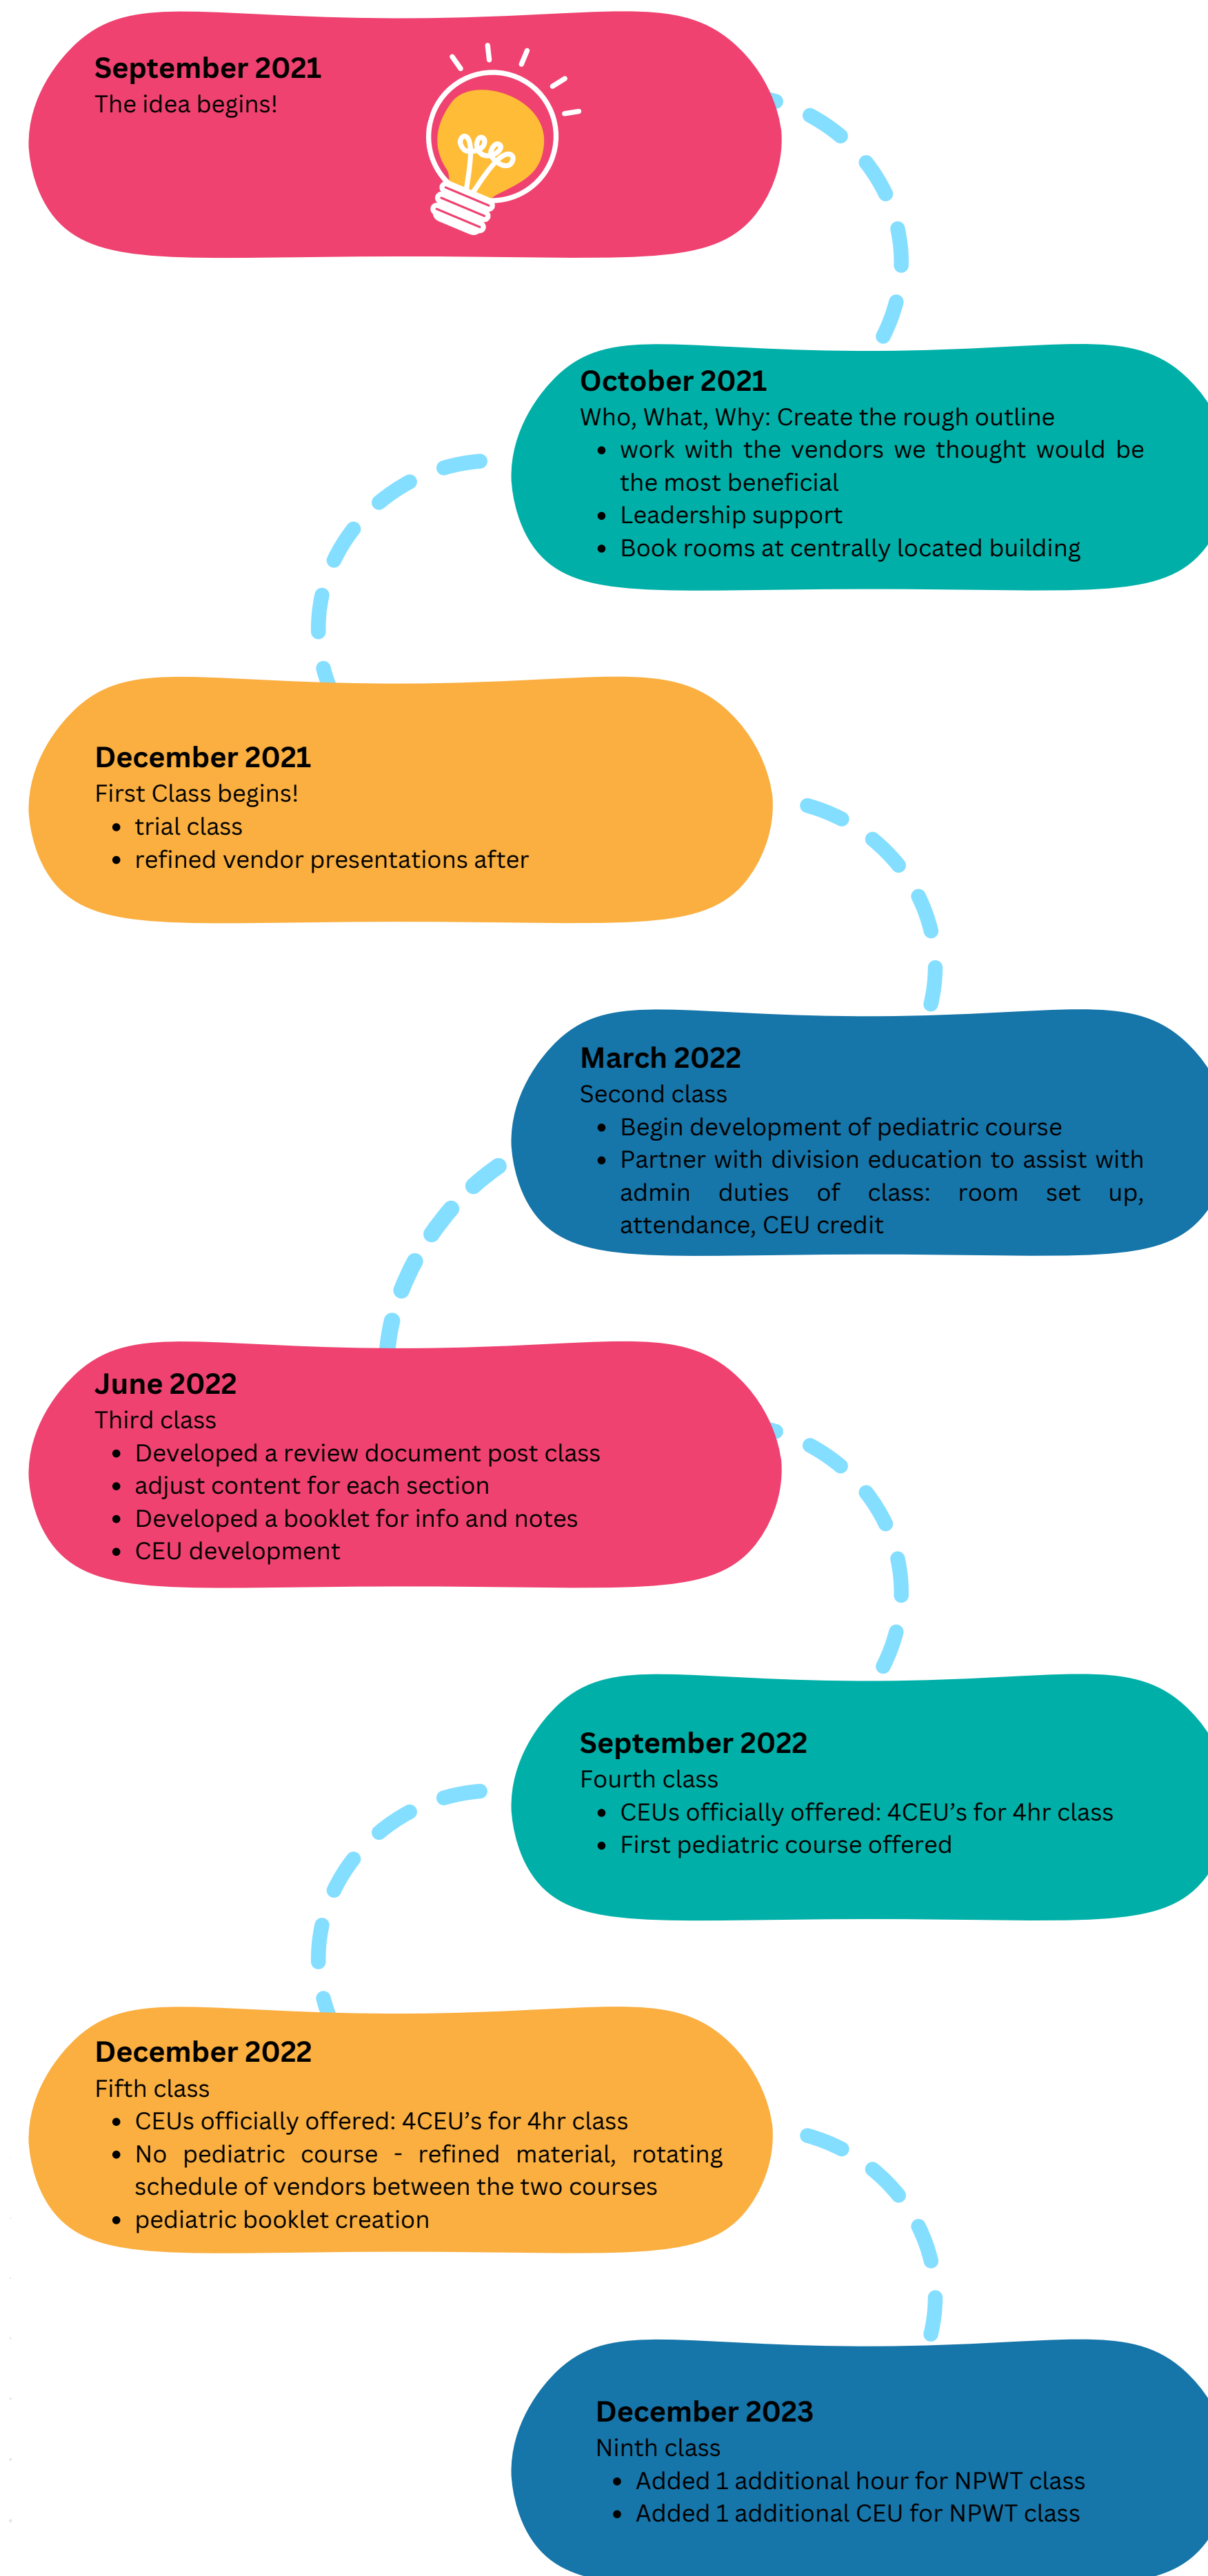 September 2021
The idea begins!
October 2021
Who, What, Why: Create the rough outline
• work with the vendors we thought would be
the most beneficial
• Leadership support
• Book rooms at centrally located building
December 2021
First Class begins!
• trial class
• refined vendor presentations after
March 2022
Second class
• Begin development of pediatric course
• Partner with division education to assist with
admin duties of class: room set up,
attendance, CEU credit
June 2022
Third class
• Developed a review document post class
• adjust content for each section
• Developed a booklet for info and notes
• CEU development
September 2022
Fourth class
• CEUs officially offered: 4CEU’s for 4hr class
• First pediatric course offered
December 2022
Fifth class
• CEUs officially offered: 4CEU’s for 4hr class
• No pediatric course - refined material, rotating
schedule of vendors between the two courses
• pediatric booklet creation
December 2023
Ninth class
• Added 1 additional hour for NPWT class
• Added 1 additional CEU for NPWT class